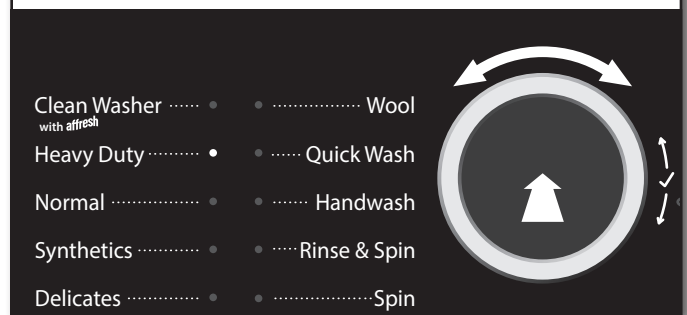 Clean Washer
with affresh
Heavy Duty
Normal
Synthetics
Delicates
Wool
Quick Wash
Handwash
Rinse & Spin
Spin